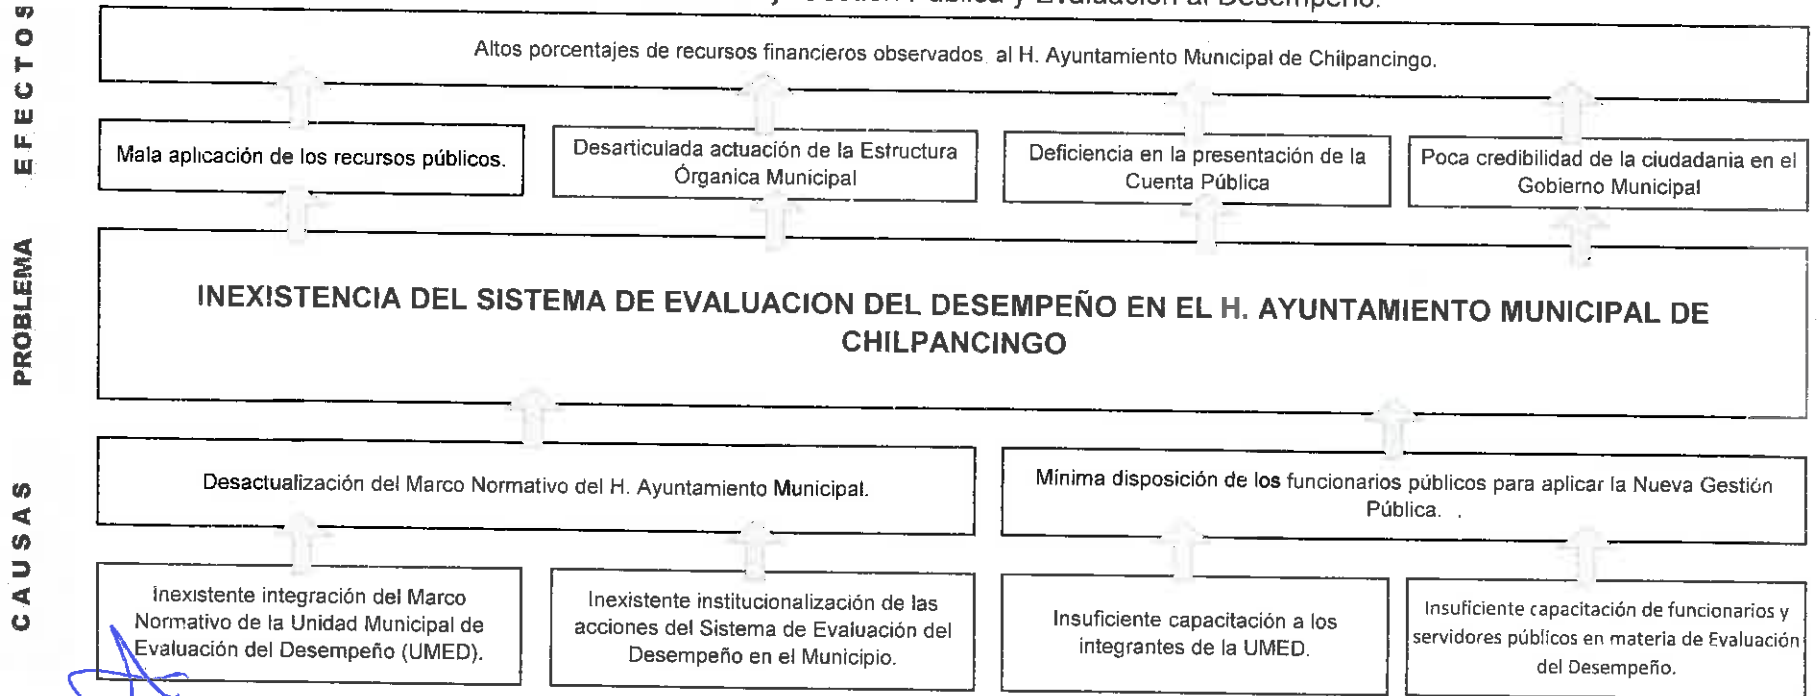 Pública y Evaluación al Desempeño.
EFECTOS
Altos porcentajes de recursos financieros observados al H. Ayuntamiento Municipal de Chilpancingo.
Mala aplicación de los recursos públicos.
Desarticulada actuación de la Estructura
Órganica Municipal
Deficiencia en la presentación de la
Cuenta Pública
Poca credibilidad de la ciudadania en el
Gobierno Municipal
PROBLEMA
INEXISTENCIA DEL SISTEMA DE EVALUACION DEL DESEMPEÑO EN EL H. AYUNTAMIENTO MUNICIPAL DE
CHILPANCINGO
CAUSAS
Desactualización del Marco Normativo del H. Ayuntamiento Municipal.
Mínima disposición de los funcionarios públicos para aplicar la Nueva Gestión
Pública. .
Inexistente integración del Marco
Normativo de la Unidad Municipal de
Evaluación del Desempeño (UMED).
Inexistente institucionalización de las
acciones del Sistema de Evaluación del
Desempeño en el Municipio.
Insuficiente capacitación a los
integrantes de la UMED.
Insuficiente capacitación de funcionarios y
servidores públicos en materia de Evaluación
del Desempeño.